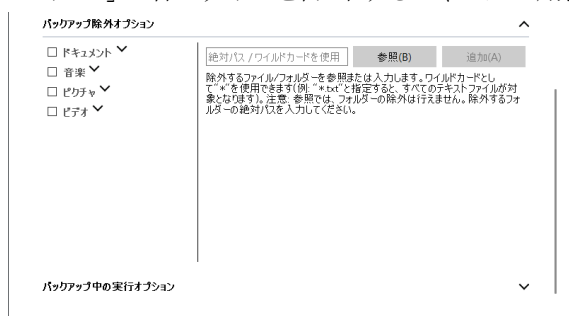 バックアップ除外オプション
ドキュメント
音楽
ピクチャ
ビデオ
絶対パス / ワイルドカードを使用
参照(B)
追加(A)
除外するファイル/フォルダーを参照または入力します。ワイルドカードとし
て"*"を使用できます(例: "*.txt"と指定すると、すべてのテキストファイルが対
象となります)。注意: 参照では、フォルダーの除外は行えません。除外するフォ
ルダーの絶対パスを入力してください。
バックアップ中の実行オプション